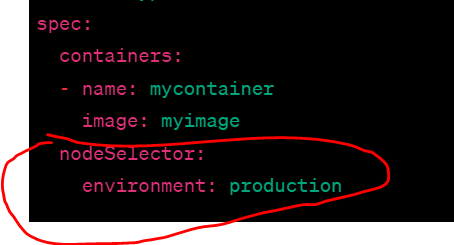 spec:
containers:
- name: mycontainer
image: myimage
nodeSelector:
environment: production